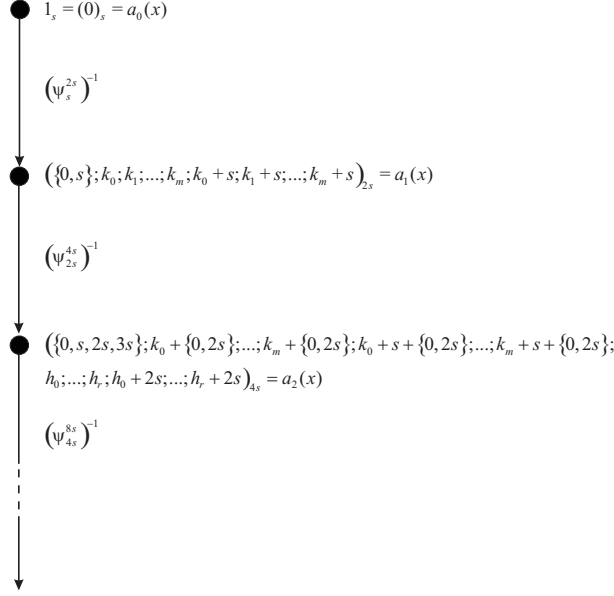 1_s = (0)_s = a_0(x)
(ψ_s^{2s})^{-1}
({0,s};k_0;k_1;...;k_m;k_0+s;k_1+s;...;k_m+s)_{2s} = a_1(x)
(ψ_{2s}^{4s})^{-1}
({0,s,2s,3s};k_0+{0,2s};...;k_m+{0,2s};k_0+s+{0,2s};...;k_m+s+{0,2s};
h_0;...;h_r;h_0+2s;...;h_r+2s)_{4s} = a_2(x)
(ψ_{4s}^{8s})^{-1}